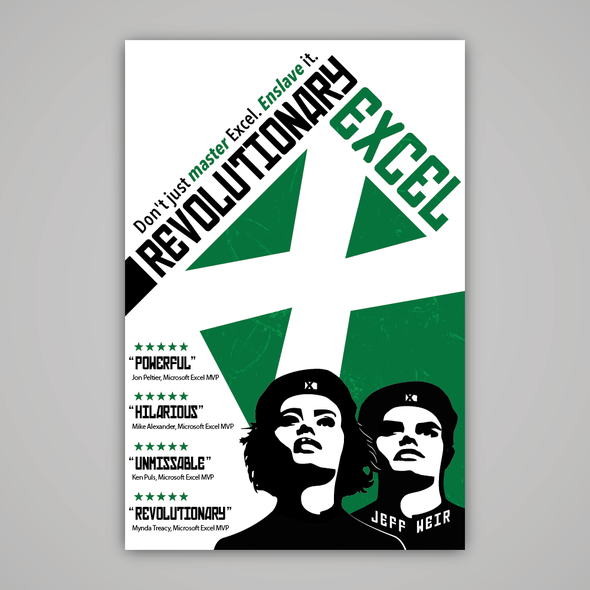 Don't just master Excel. Enslave it.
REVOLUTIONARY
EXCEL
"POWERFUL"
Jon Peltier, Microsoft Excel MVP
"HILARIOUS"
Mike Alexander, Microsoft Excel MVP
"UNMISSABLE"
Ken Puls, Microsoft Excel MVP
"REVOLUTIONARY"
Mynda Treacy, Microsoft Excel MVP
JEFF WEIR